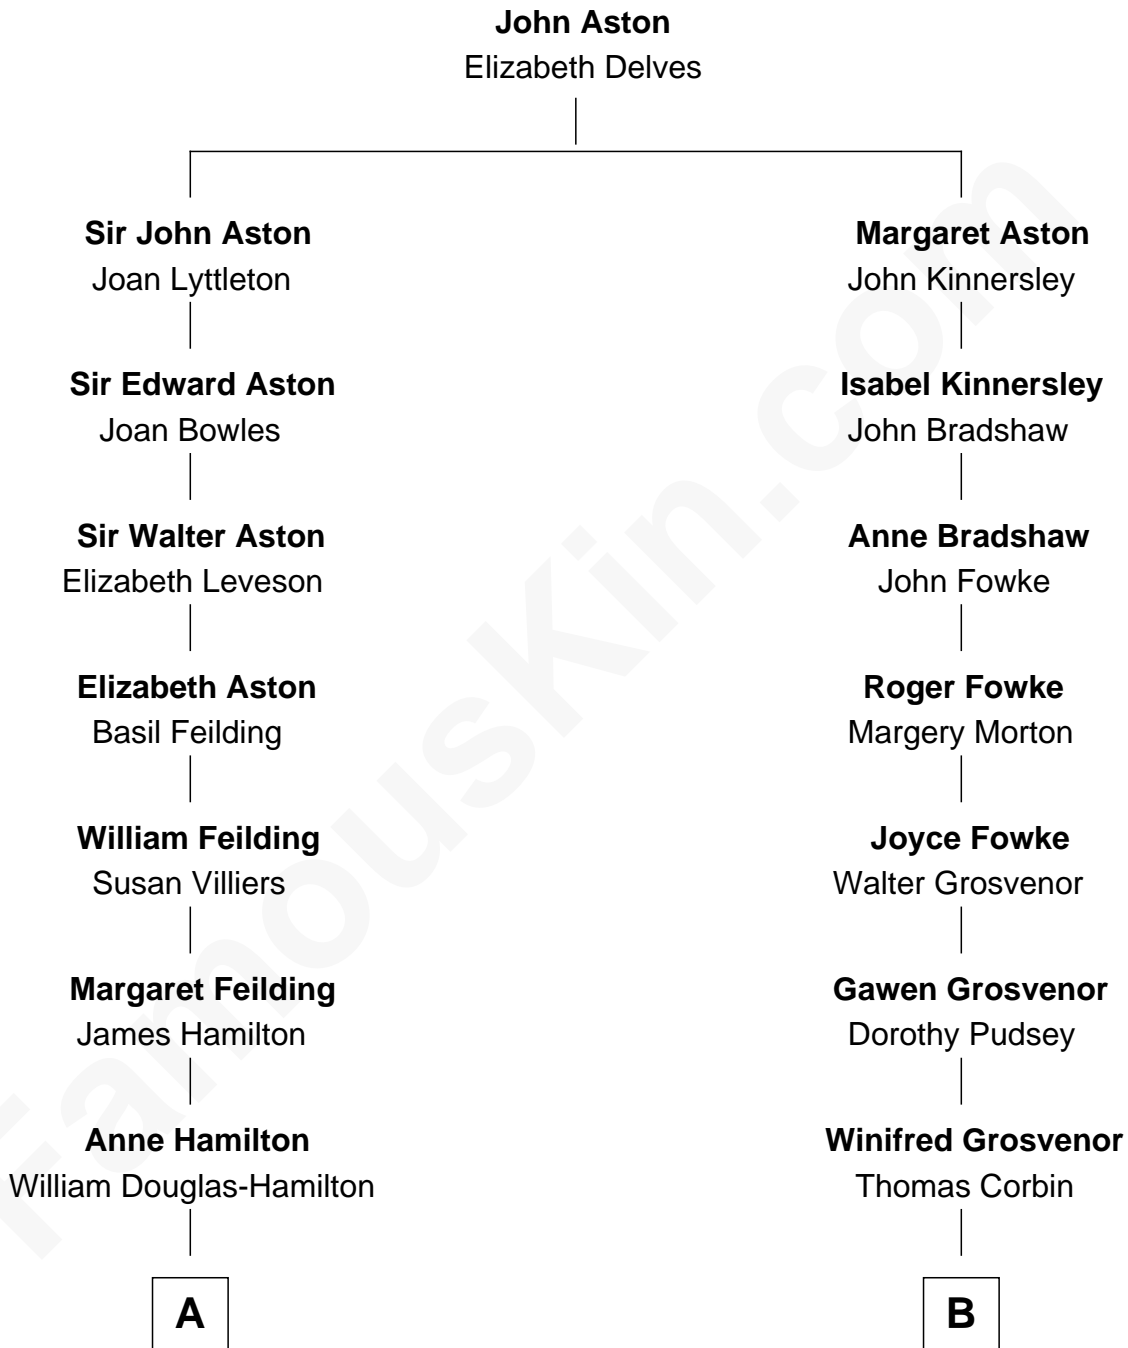 John Aston
Elizabeth Delves
Sir John Aston
Joan Lyttleton
Margaret Aston
John Kinnersley
Sir Edward Aston
Joan Bowles
Isabel Kinnersley
John Bradshaw
Sir Walter Aston
Elizabeth Leveson
Anne Bradshaw
John Fowke
Elizabeth Aston
Basil Feilding
Roger Fowke
Margery Morton
William Feilding
Susan Villiers
Joyce Fowke
Walter Grosvenor
Margaret Feilding
James Hamilton
Gawen Grosvenor
Dorothy Pudsey
Anne Hamilton
William Douglas-Hamilton
Winifred Grosvenor
Thomas Corbin
A
B
FamousKin.com